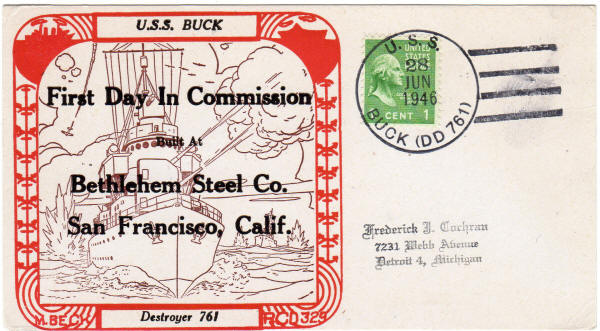 U.S.S. BUCK
First Day In Commission
Built At
Bethlehem Steel Co.
San Francisco, Calif.
M. BECK
Destroyer 761
RCD 329
U.S.S.
28
JUN
1946
BUCK (DD 761)
UNITED
STATES
CENT 1
Frederick J. Cochran
7231 Webb Avenue
Detroit 4, Michigan